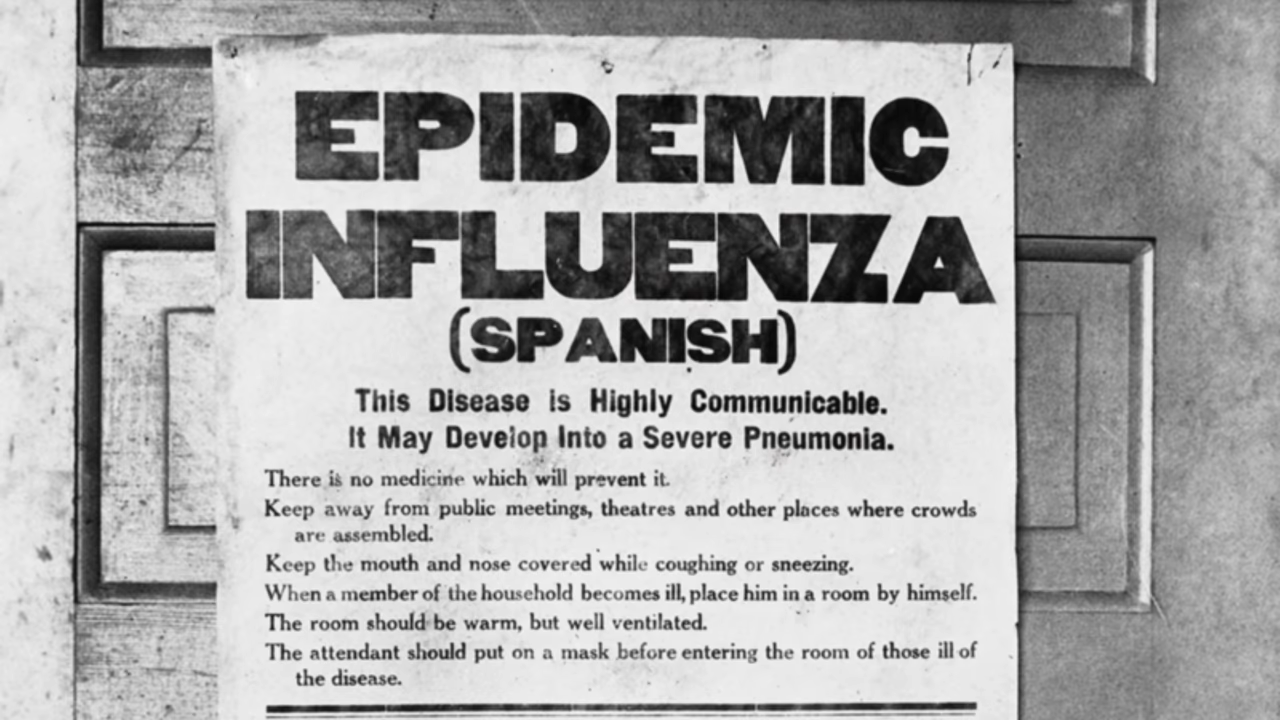 EPIDEMIC
INFLUENZA
(SPANISH)
This Disease is Highly Communicable.
It May Develop Into a Severe Pneumonia.
There is no medicine which will prevent it.
Keep away from public meetings, theatres and other places where crowds
are assembled.
Keep the mouth and nose covered while coughing or sneezing.
When a member of the household becomes ill, place him in a room by himself.
The room should be warm, but well ventilated.
The attendant should put on a mask before entering the room of those ill of
the disease.